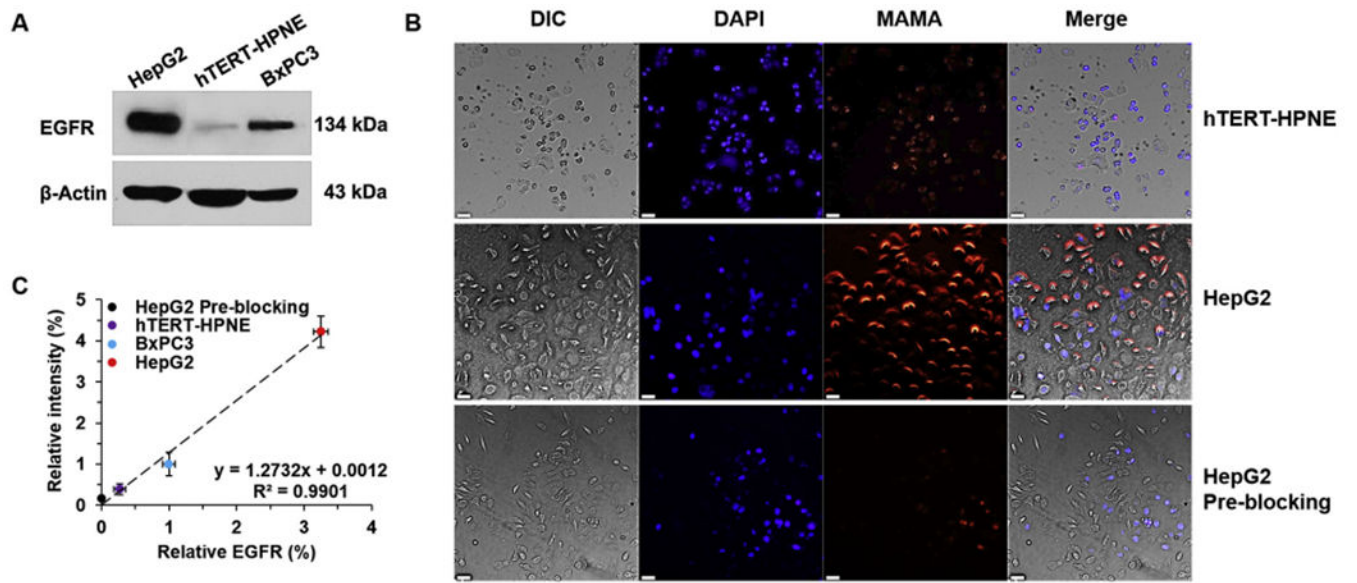 A
HepG2
hTERT-HPNE
BxPC3
EGFR
134 kDa
β-Actin
43 kDa
B
DIC
DAPI
MAMA
Merge
hTERT-HPNE
HepG2
HepG2
Pre-blocking
C
Relative intensity (%)
5
4
3
2
1
0
HepG2 Pre-blocking
hTERT-HPNE
BxPC3
HepG2
y = 1.2732x + 0.0012
R² = 0.9901
0
1
2
3
4
Relative EGFR (%)